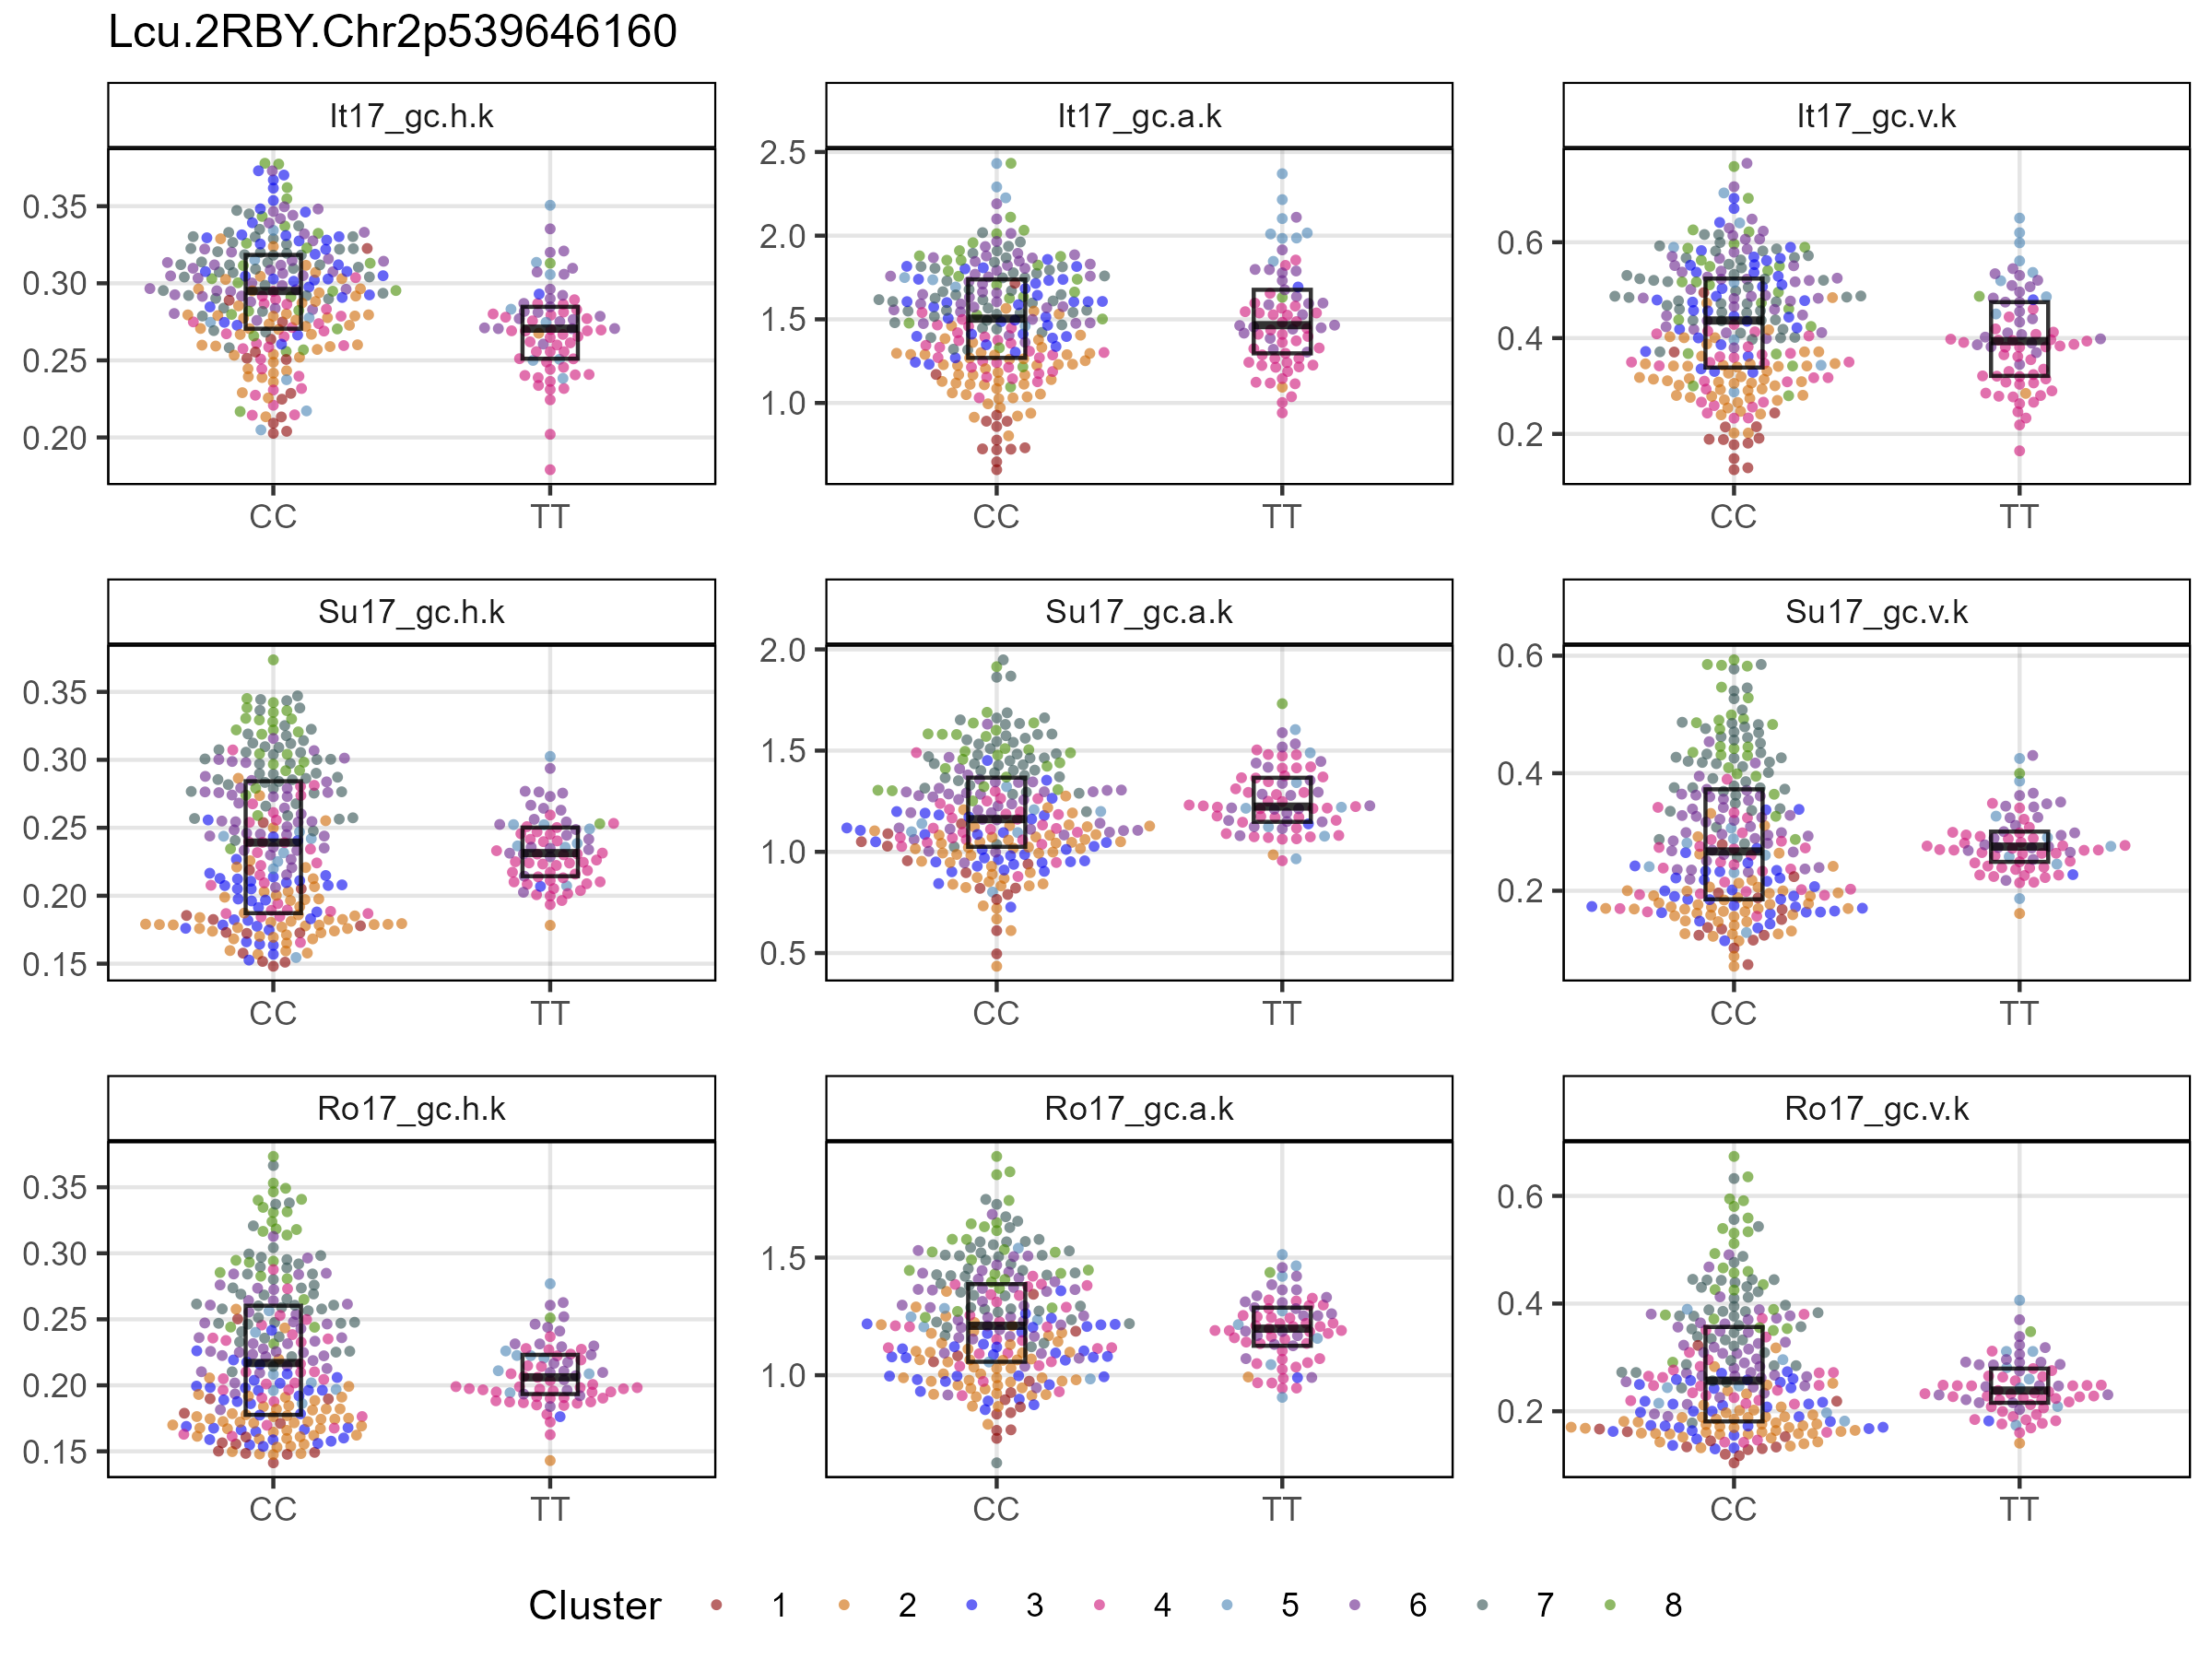 Lcu.2RBY.Chr2p539646160
It17_gc.h.k
It17_gc.a.k
It17_gc.v.k
0.35
0.30
0.25
0.20
2.5
2.0
1.5
1.0
0.6
0.4
0.2
CC TT
CC TT
CC TT
Su17_gc.h.k
Su17_gc.a.k
Su17_gc.v.k
0.35
0.30
0.25
0.20
0.15
2.0
1.5
1.0
0.5
0.6
0.4
0.2
CC TT
CC TT
CC TT
Ro17_gc.h.k
Ro17_gc.a.k
Ro17_gc.v.k
0.35
0.30
0.25
0.20
0.15
1.5
1.0
0.6
0.4
0.2
CC TT
CC TT
CC TT
Cluster 1 2 3 4 5 6 7 8